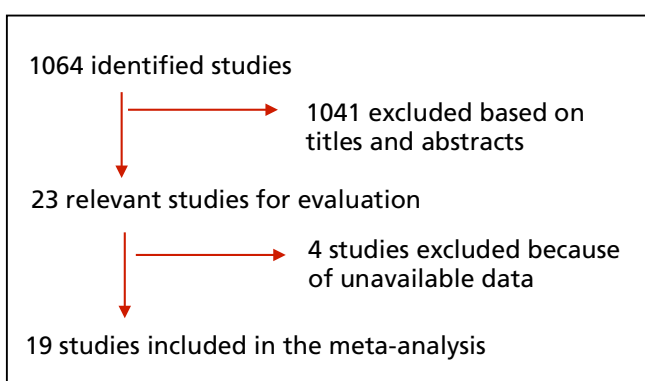 1064 identified studies
1041 excluded based on
titles and abstracts
23 relevant studies for evaluation
4 studies excluded because
of unavailable data
19 studies included in the meta-analysis